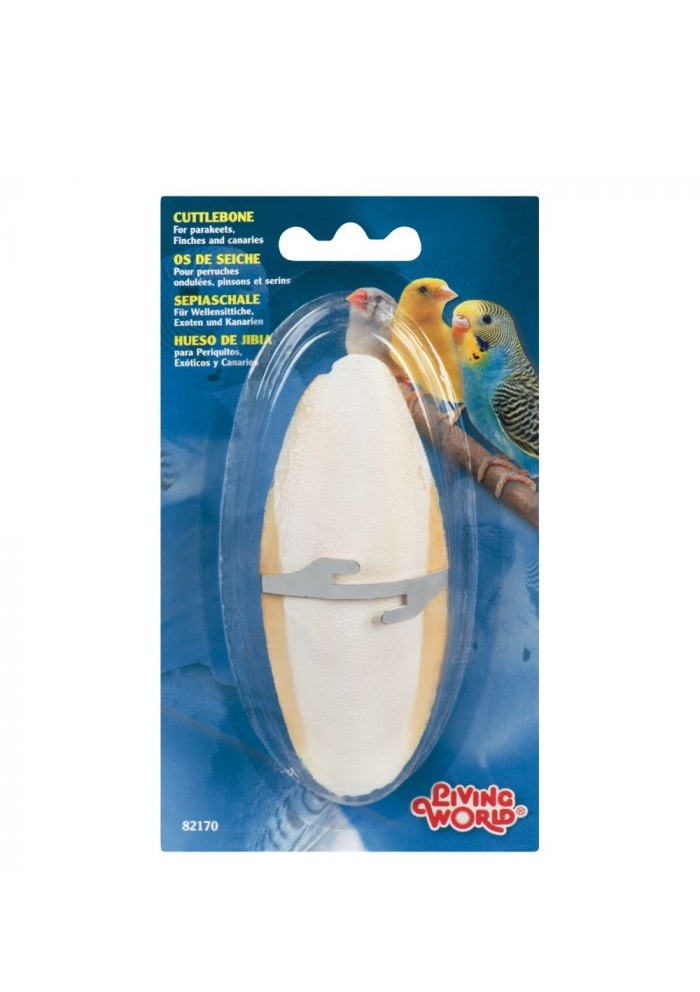 CUTTLEBONE
For parakeets,
Finches and canaries
OS DE SEICHE
Pour perruches
ondulées, pinsons et serins
SEPIASCHALE
Für Wellensittiche,
Exoten und Kanarien
HUESO DE JIBIA
para Periquitos,
Exóticos y Canarios
LIVING
WORLD®
82170